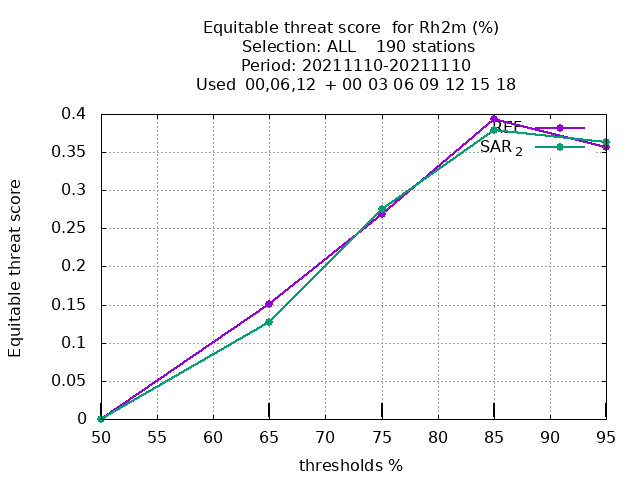 Equitable threat score  for Rh2m (%)
Selection: ALL    190 stations
Period: 20211110-20211110
Used  00,06,12  + 00 03 06 09 12 15 18
REF
SAR 2
Equitable threat score
0.4
0.35
0.3
0.25
0.2
0.15
0.1
0.05
0
50 55 60 65 70 75 80 85 90 95
thresholds %